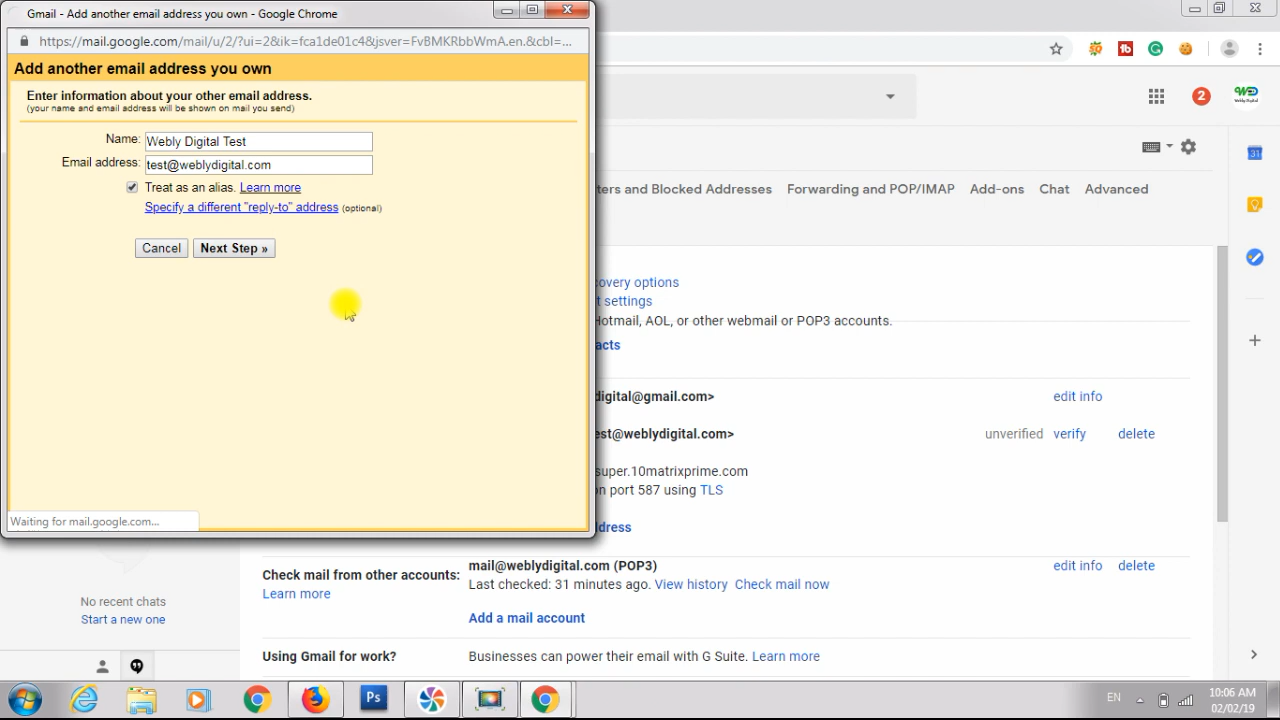 Gmail - Add another email address you own - Google Chrome
https://mail.google.com/mail/u/2/?ui=2&ik=fca1de01c4&jsver=FvBMKRbbWmA.en.&cbl=...
Add another email address you own
Enter information about your other email address.
(your name and email address will be shown on mail you send)
Name: Webly Digital Test
Email address: test@weblydigital.com
Treat as an alias. Learn more
Specify a different "reply-to" address (optional)
Cancel Next Step »
Waiting for mail.google.com...
2
ters and Blocked Addresses Forwarding and POP/IMAP Add-ons Chat Advanced
covery options
t settings
Hotmail, AOL, or other webmail or POP3 accounts.
acts
digital@gmail.com> edit info
est@weblydigital.com> unverified verify delete
super.10matrixprime.com
on port 587 using TLS
ddress
Check mail from other accounts:
Learn more
mail@weblydigital.com (POP3) edit info delete
Last checked: 31 minutes ago. View history Check mail now
Add a mail account
Using Gmail for work? Businesses can power their email with G Suite. Learn more
No recent chats
Start a new one
31
Webly Digital
Ps
EN
10:06 AM
02/02/19